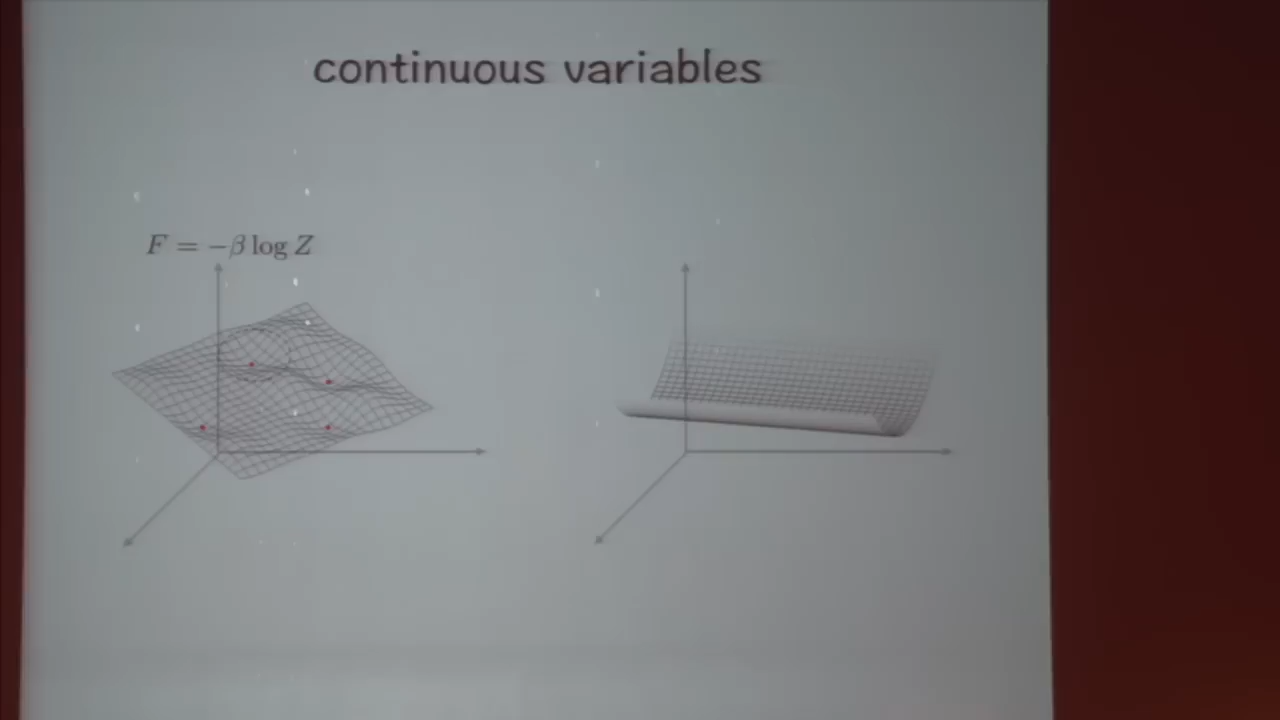 continuous variables
F = −β log Z